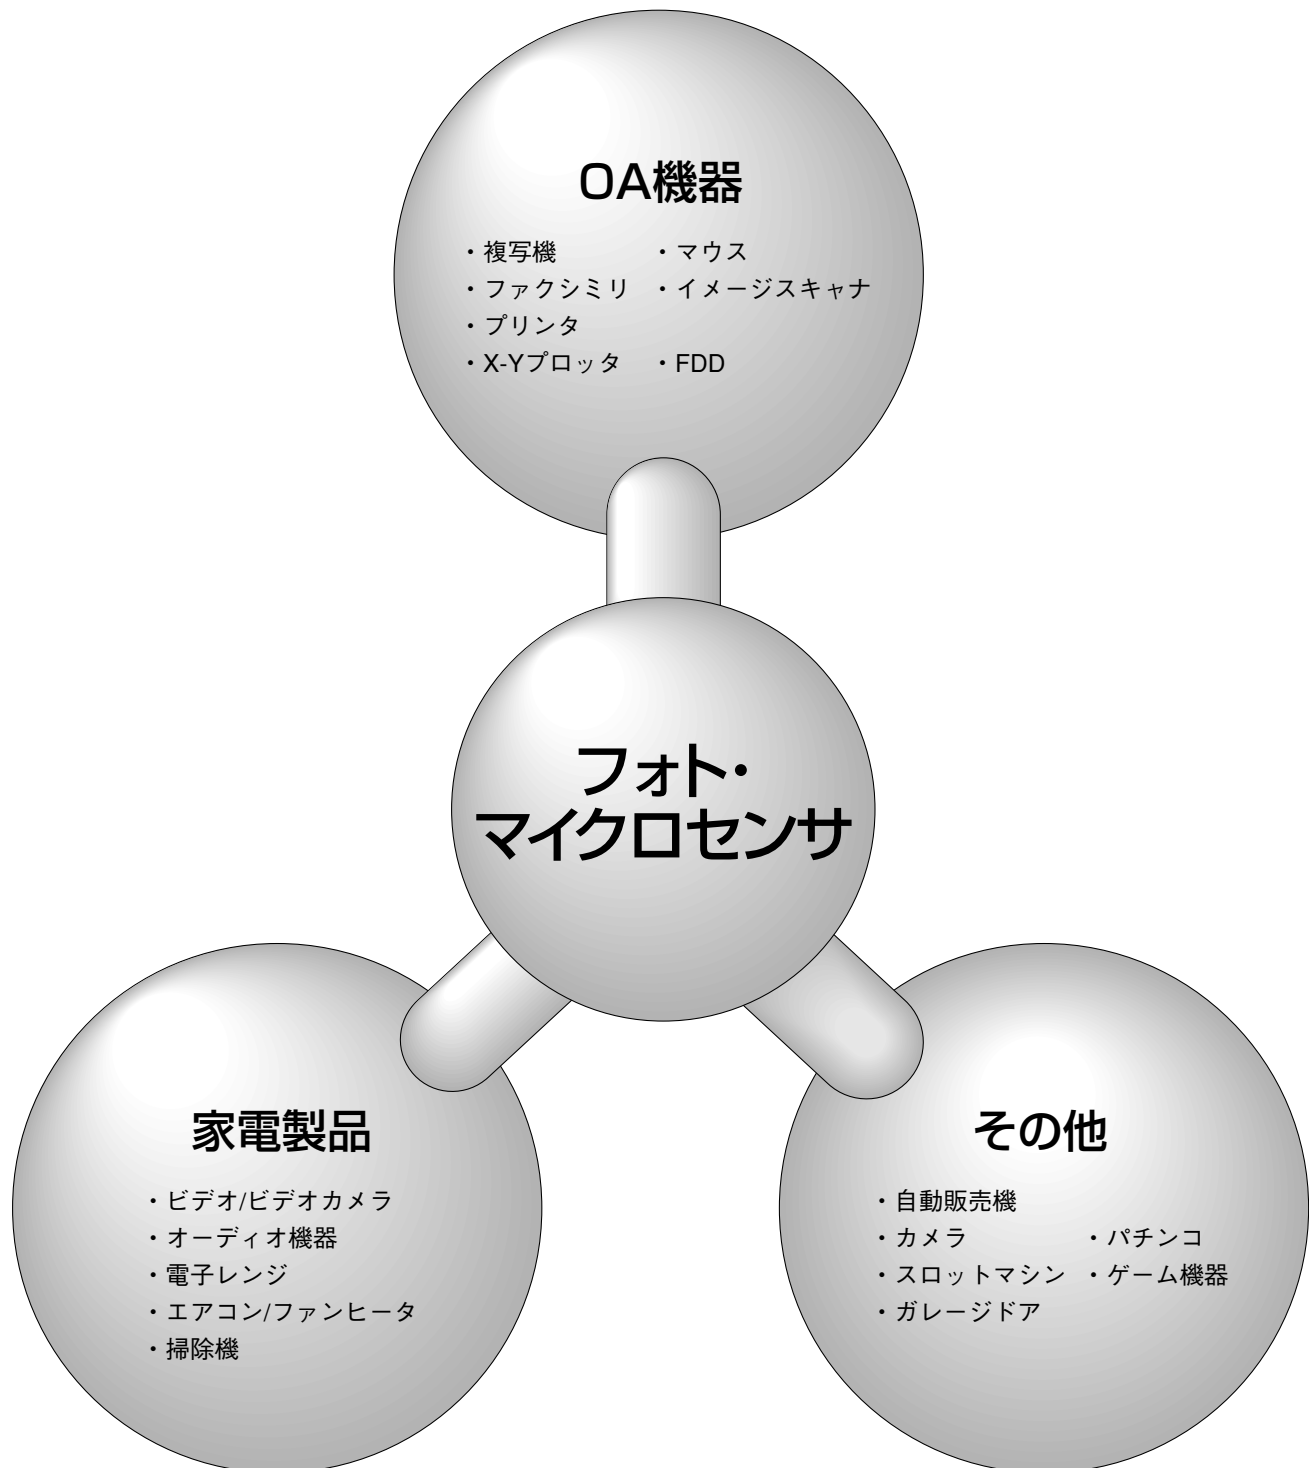 OA機器
・複写機 ・マウス
・ファクシミリ ・イメージスキャナ
・プリンタ
・X-Yプロッタ ・FDD
フォト・
マイクロセンサ
家電製品
・ビデオ/ビデオカメラ
・オーディオ機器
・電子レンジ
・エアコン/ファンヒータ
・掃除機
その他
・自動販売機
・カメラ ・パチンコ
・スロットマシン ・ゲーム機器
・ガレージドア